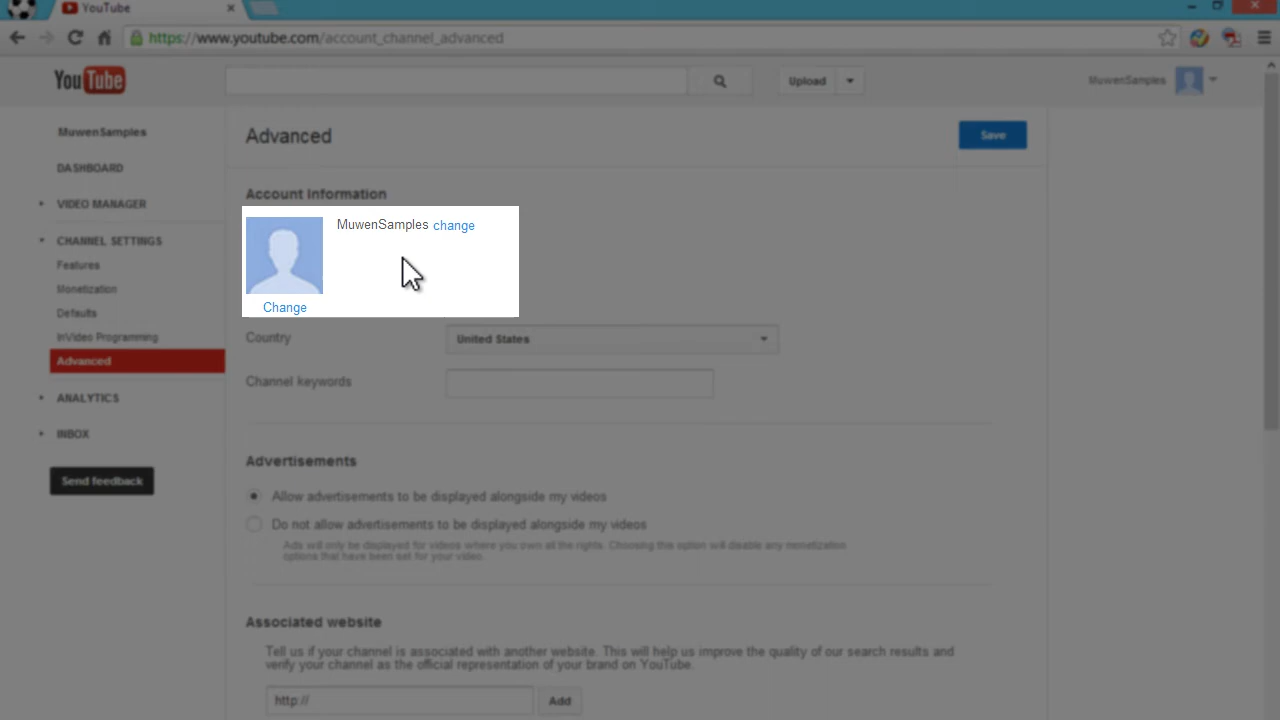 YouTube
https://www.youtube.com/account_channel_advanced
YouTube
Upload
MuwenSamples
MuwenSamples
DASHBOARD
VIDEO MANAGER
CHANNEL SETTINGS
Features
Monetization
Defaults
InVideo Programming
Advanced
ANALYTICS
INBOX
Send feedback
Advanced
Save
Account Information
MuwenSamples change
Change
Country
United States
Channel keywords
Advertisements
Allow advertisements to be displayed alongside my videos
Do not allow advertisements to be displayed alongside my videos
Ads will only be displayed for videos where you own all the rights. Choosing this option will disable any monetization
options that have been set for your video.
Associated website
Tell us if your channel is associated with another website. This will help us improve the quality of our search results and
verify your channel as the official representation of your brand on YouTube.
http://
Add